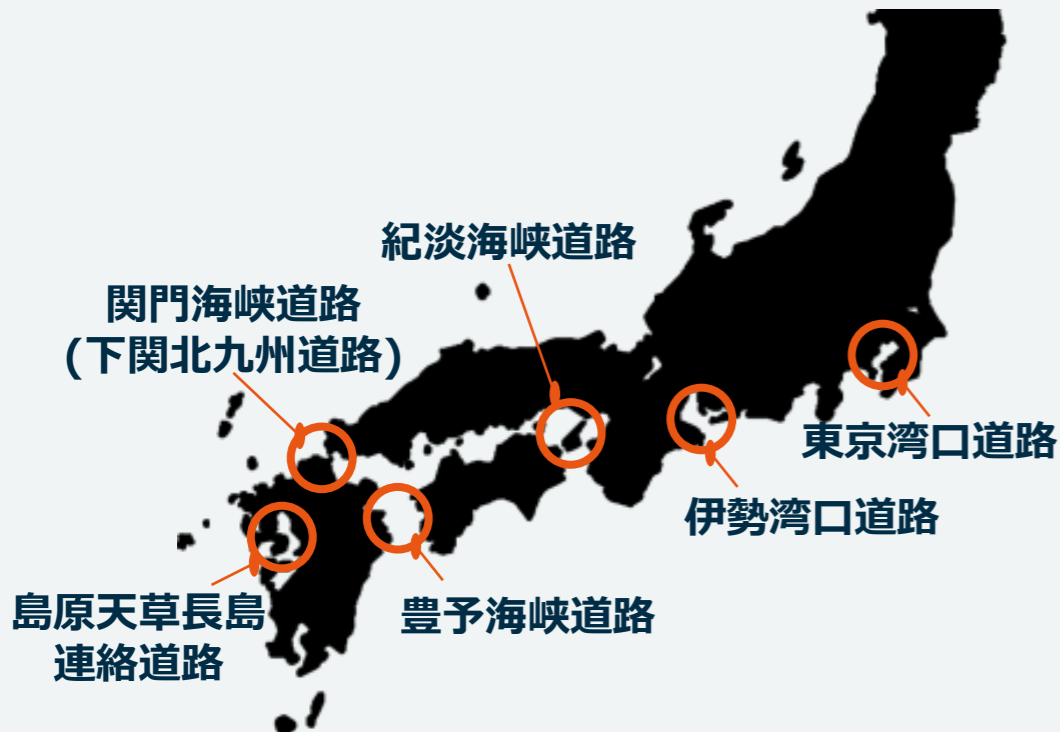 紀淡海峡道路
関門海峡道路
(下関北九州道路)
東京湾口道路
伊勢湾口道路
島原天草長島
連絡道路
豊予海峡道路